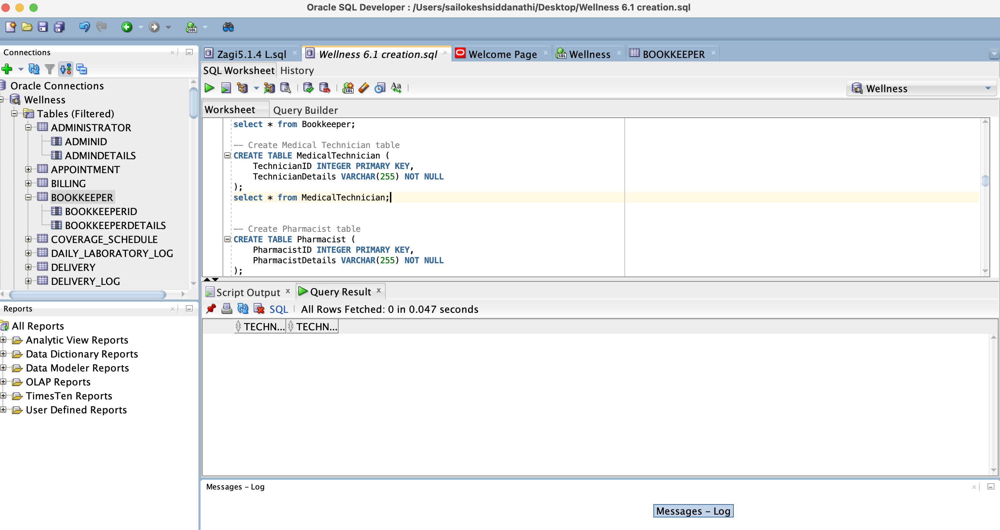 Oracle SQL Developer : /Users/sailokeshsiddanathi/Desktop/Wellness 6.1 creation.sql
Connections
Oracle Connections
Wellness
Tables (Filtered)
ADMINISTRATOR
ADMINID
ADMINDETAILS
APPOINTMENT
BILLING
BOOKKEEPER
BOOKKEEPERID
BOOKKEEPERDETAILS
COVERAGE_SCHEDULE
DAILY_LABORATORY_LOG
DELIVERY
DELIVERY_LOG
Reports
All Reports
Analytic View Reports
Data Dictionary Reports
Data Modeler Reports
OLAP Reports
TimesTen Reports
User Defined Reports
Zagi5.1.4 L.sql
Wellness 6.1 creation.sql
Welcome Page
Wellness
BOOKKEEPER
SQL Worksheet History
Wellness
Worksheet Query Builder
select * from Bookkeeper;
-- Create Medical Technician table
CREATE TABLE MedicalTechnician (
TechnicianID INTEGER PRIMARY KEY,
TechnicianDetails VARCHAR(255) NOT NULL
);
select * from MedicalTechnician;
-- Create Pharmacist table
CREATE TABLE Pharmacist (
PharmacistID INTEGER PRIMARY KEY,
PharmacistDetails VARCHAR(255) NOT NULL
);
Script Output
Query Result
SQL | All Rows Fetched: 0 in 0.047 seconds
TECHN... TECHN...
Messages - Log
Messages - Log